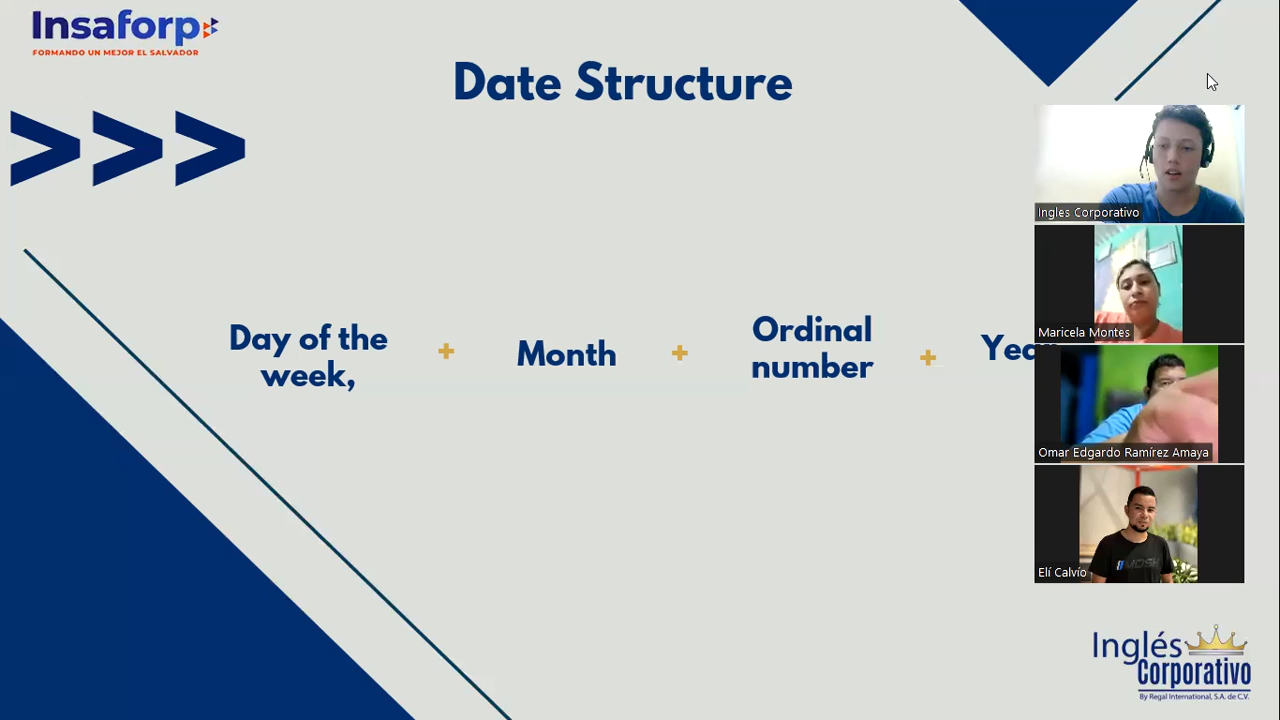 Insaforp
FORMANDO UN MEJOR EL SALVADOR
Date Structure
>>>
Day of the
week,
+
Month
+
Ordinal
number
+
Year
Ingles Corporativo
Maricela Montes
Omar Edgardo Ramírez Amaya
Elí Calvío
Inglés
Corporativo
By Regal International, S.A. de C.V.